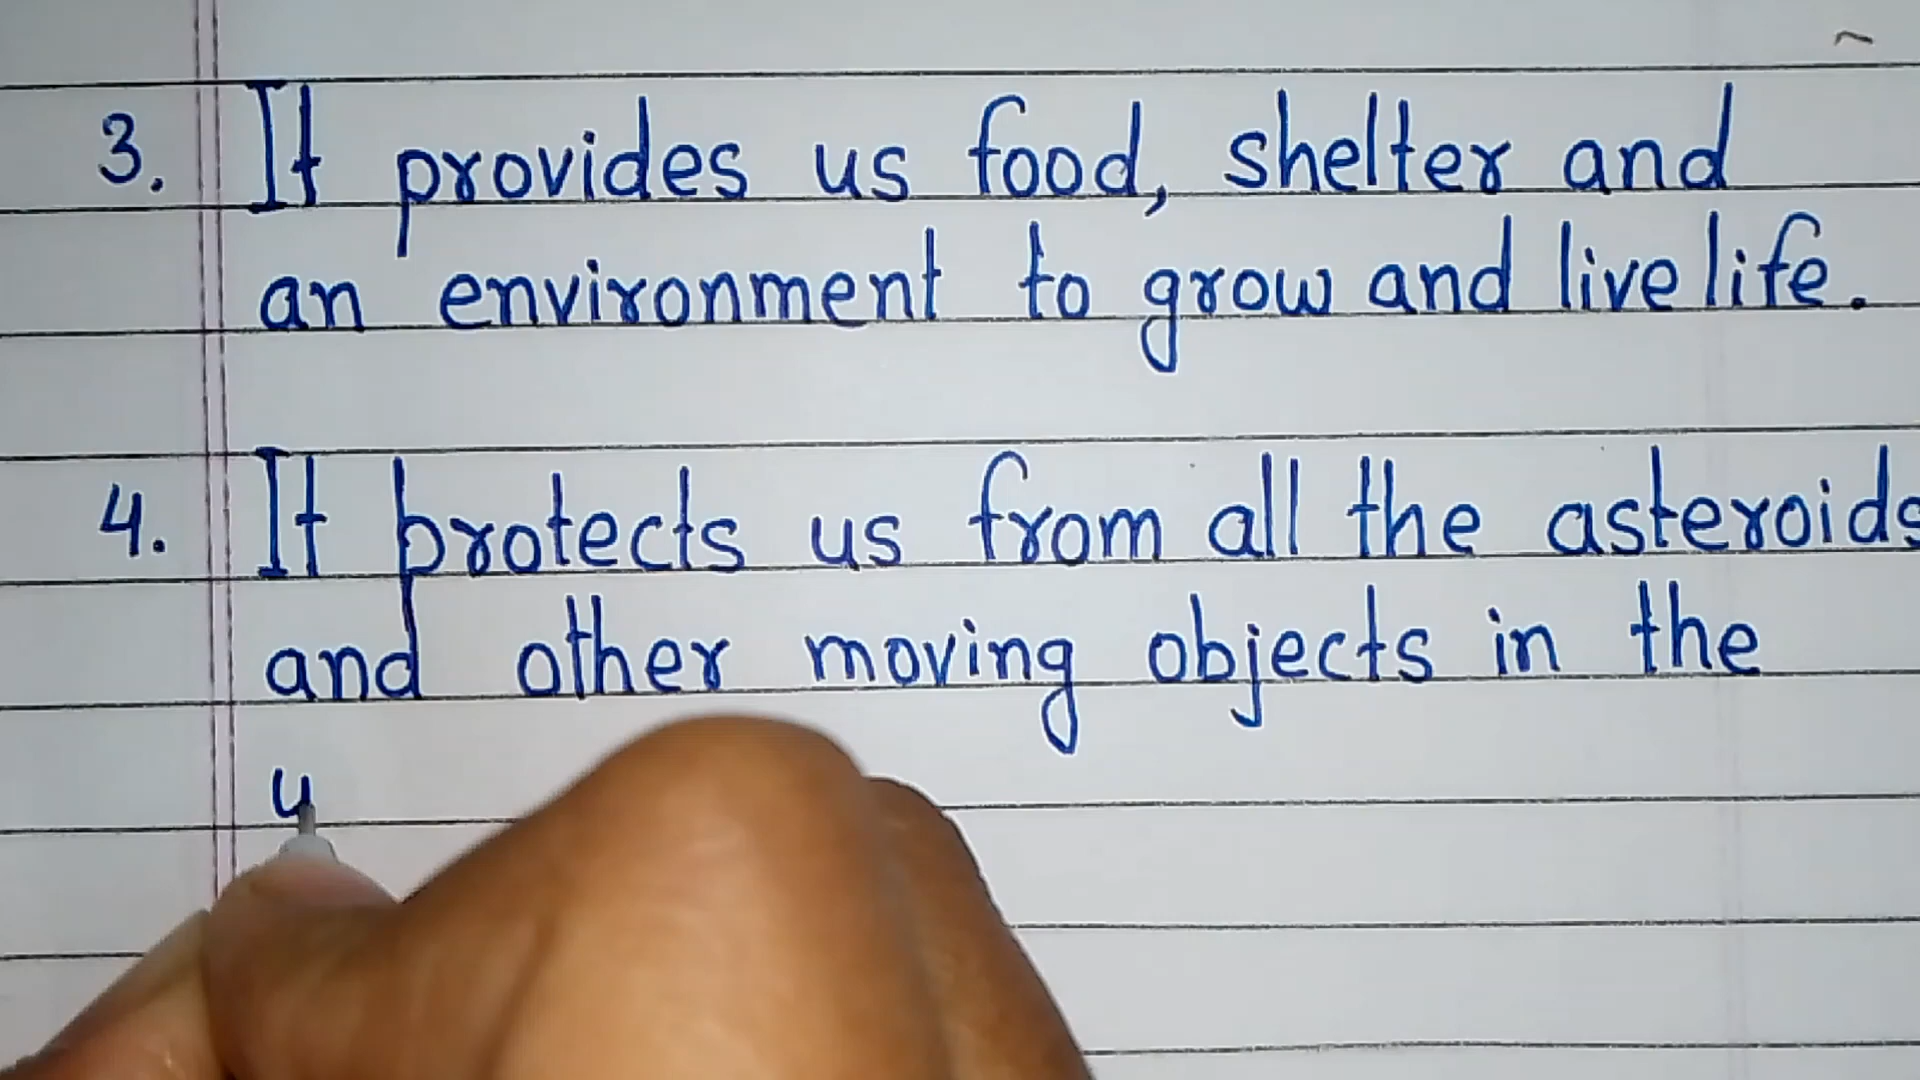 3. It provides us food, shelter and
an environment to grow and live life.
4. It protects us from all the asteroids
and other moving objects in the
u